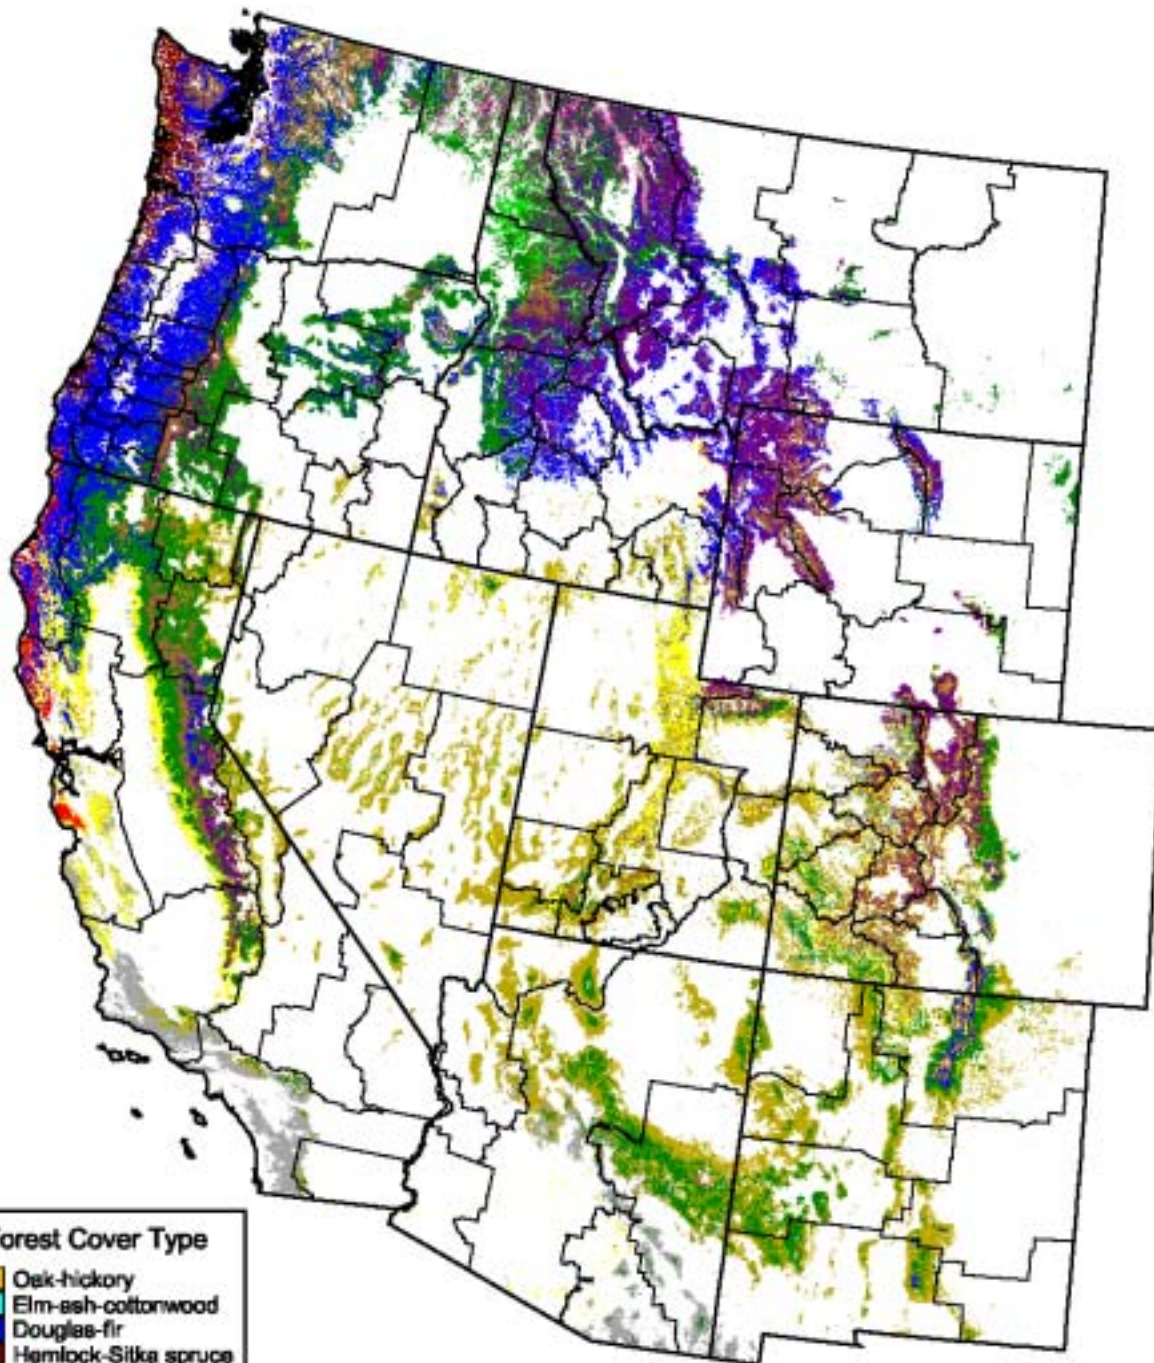 orest Cover Type
Oak-hickory
Elm-ash-cottonwood
Douglas-fir
Hemlock-Sitka spruce